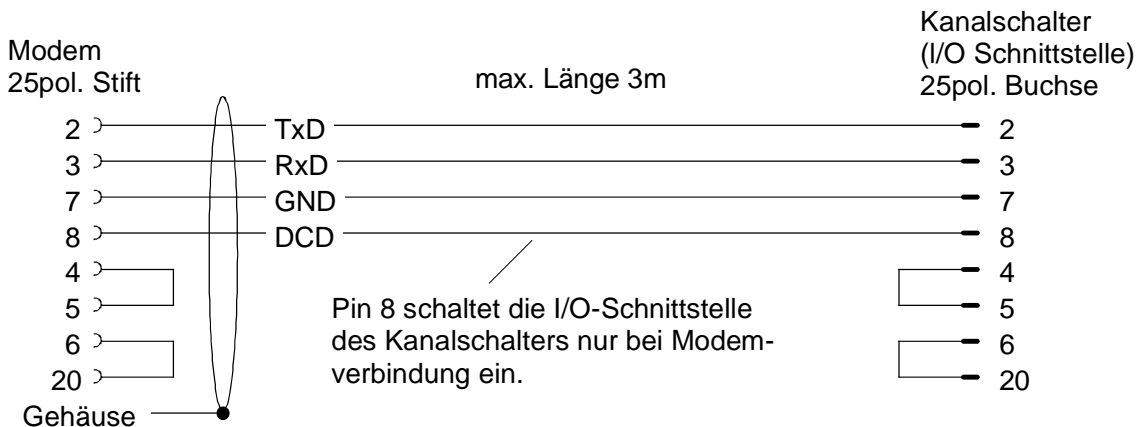 Modem
25pol. Stift
max. Länge 3m
Kanalschalter
(I/O Schnittstelle)
25pol. Buchse
2 TxD 2
3 RxD 3
7 GND 7
8 DCD 8
4 4
5 5
6 6
20 20
Pin 8 schaltet die I/O-Schnittstelle
des Kanalschalters nur bei Modem-
verbindung ein.
Gehäuse